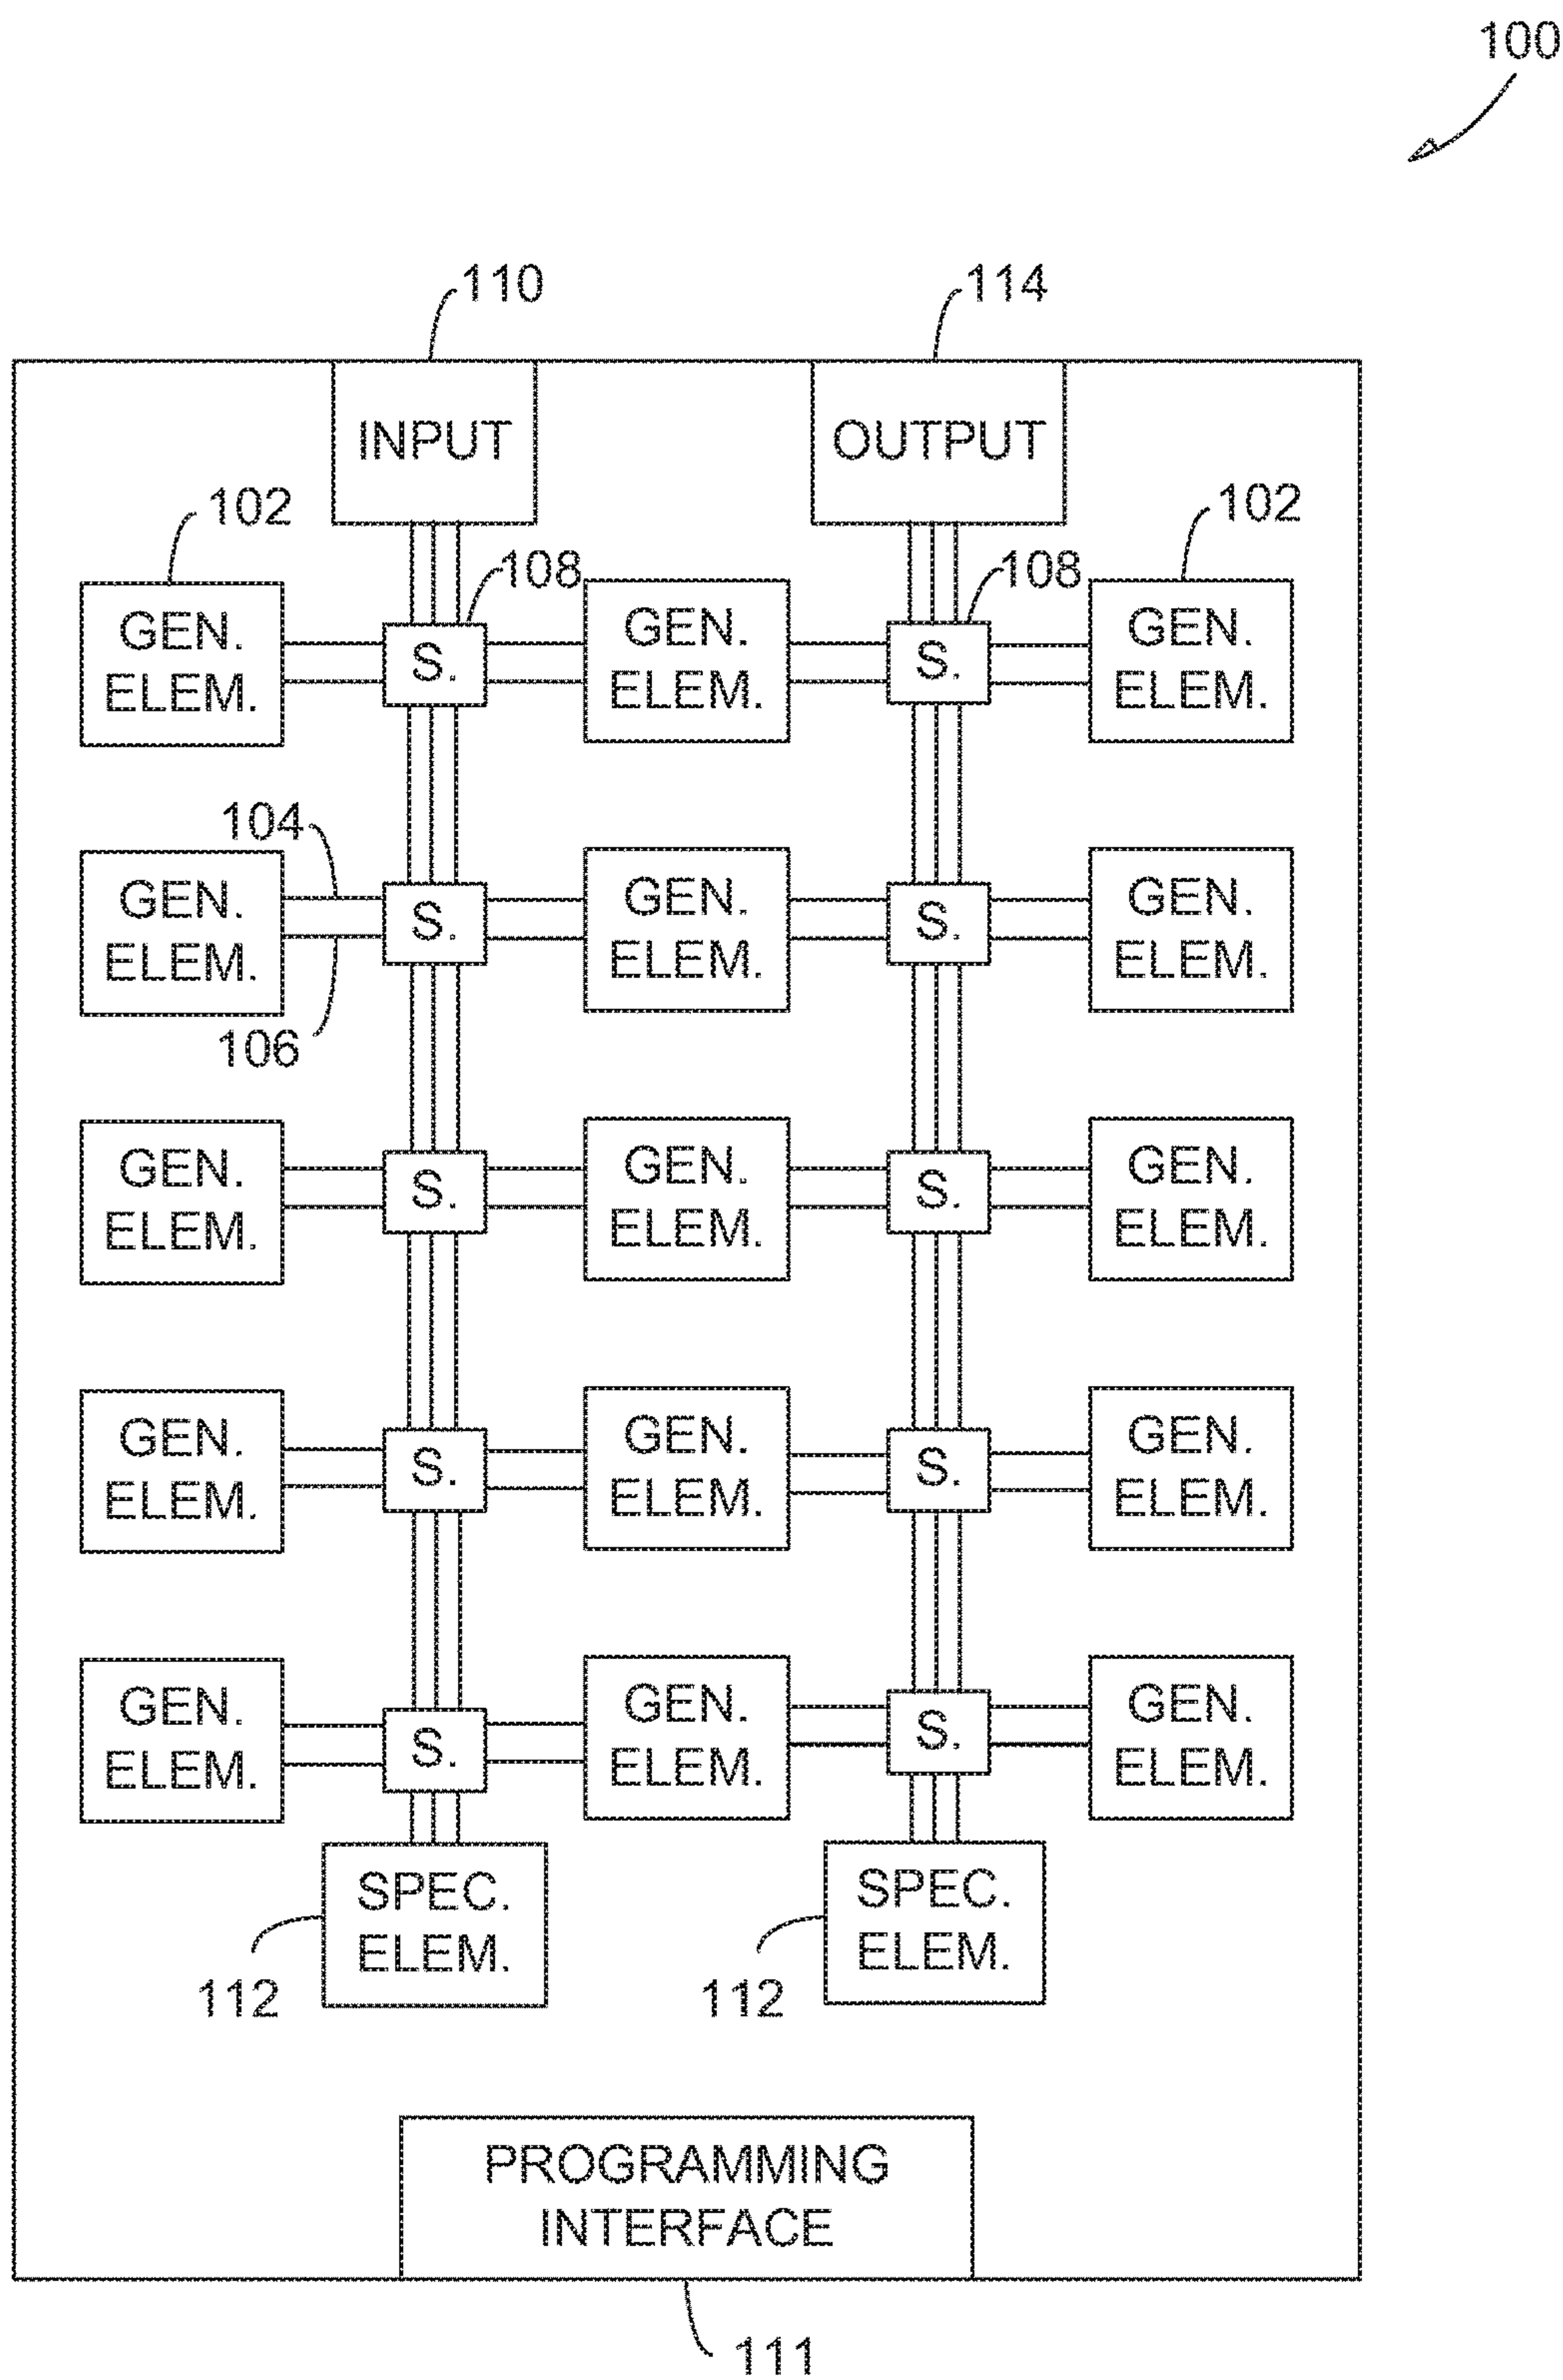 100
110
114
INPUT
OUTPUT
102
102
108
108
GEN.
ELEM.
S.
GEN.
ELEM.
S.
GEN.
ELEM.
104
GEN.
ELEM.
S.
GEN.
ELEM.
S.
GEN.
ELEM.
106
GEN.
ELEM.
S.
GEN.
ELEM.
S.
GEN.
ELEM.
GEN.
ELEM.
S.
GEN.
ELEM.
S.
GEN.
ELEM.
GEN.
ELEM.
S.
GEN.
ELEM.
S.
GEN.
ELEM.
SPEC.
ELEM.
SPEC.
ELEM.
112
112
PROGRAMMING
INTERFACE
111